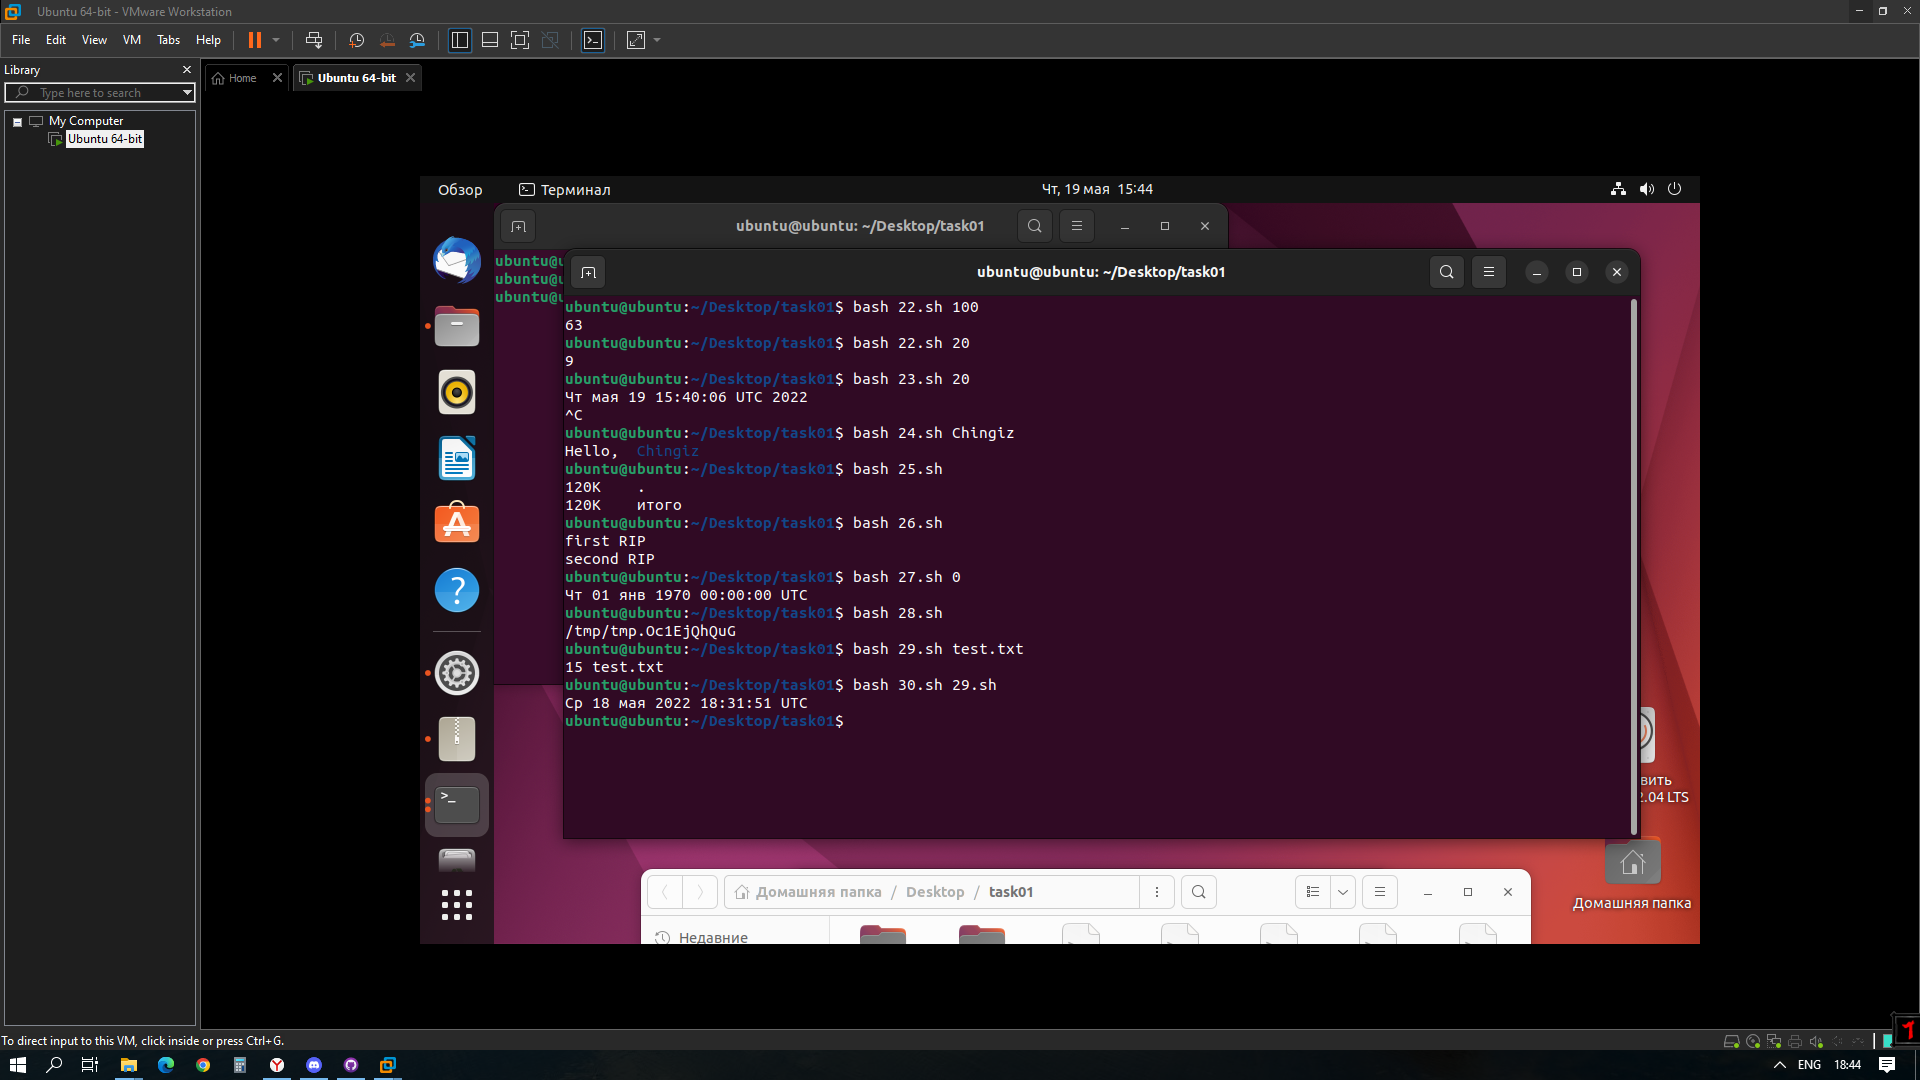 Ubuntu 64-bit - VMware Workstation
File Edit View VM Tabs Help
Library
Type here to search
My Computer
Ubuntu 64-bit
Home
Ubuntu 64-bit
Обзор
Терминал
Чт, 19 мая 15:44
ubuntu@ubuntu: ~/Desktop/task01
ubuntu@u
ubuntu@u
ubuntu@u
ubuntu@ubuntu: ~/Desktop/task01
ubuntu@ubuntu:~/Desktop/task01$ bash 22.sh 100
63
ubuntu@ubuntu:~/Desktop/task01$ bash 22.sh 20
9
ubuntu@ubuntu:~/Desktop/task01$ bash 23.sh 20
Чт мая 19 15:40:06 UTC 2022
^C
ubuntu@ubuntu:~/Desktop/task01$ bash 24.sh Chingiz
Hello,  Chingiz
ubuntu@ubuntu:~/Desktop/task01$ bash 25.sh
120K    .
120K    итого
ubuntu@ubuntu:~/Desktop/task01$ bash 26.sh
first RIP
second RIP
ubuntu@ubuntu:~/Desktop/task01$ bash 27.sh 0
Чт 01 янв 1970 00:00:00 UTC
ubuntu@ubuntu:~/Desktop/task01$ bash 28.sh
/tmp/tmp.Oc1EjQhQuG
ubuntu@ubuntu:~/Desktop/task01$ bash 29.sh test.txt
15 test.txt
ubuntu@ubuntu:~/Desktop/task01$ bash 30.sh 29.sh
Ср 18 мая 2022 18:31:51 UTC
ubuntu@ubuntu:~/Desktop/task01$
вить
2.04 LTS
Домашняя папка
Домашняя папка / Desktop / task01
Недавние
To direct input to this VM, click inside or press Ctrl+G.
ENG 18:44